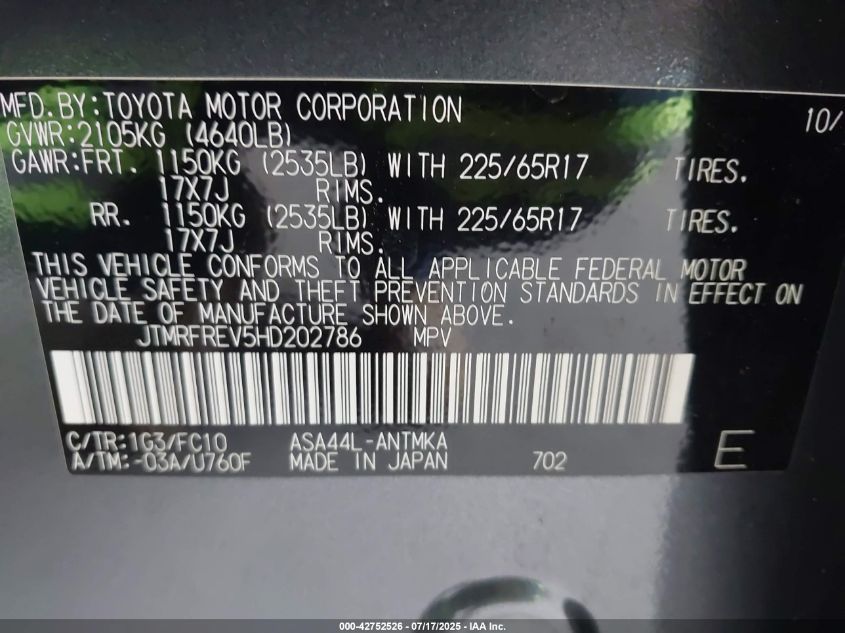 MFD.BY:TOYOTA MOTOR CORPORATION 10/
GVWR:2105KG (4640LB)
GAWR:FRT. 1150KG (2535LB) WITH 225/65R17 TIRES.
17X7J RIMS.
RR. 1150KG (2535LB) WITH 225/65R17 TIRES.
17X7J RIMS.
THIS VEHICLE CONFORMS TO ALL APPLICABLE FEDERAL MOTOR
VEHICLE SAFETY AND THEFT PREVENTION STANDARDS IN EFFECT ON
THE DATE OF MANUFACTURE SHOWN ABOVE.
JTMRFREV5HD202786 MPV
C/TR:1G3/FC10 ASA44L-ANTMKA
A/TM:-03A/U760F MADE IN JAPAN 702 E
000-42752526 - 07/17/2025 - IAA Inc.